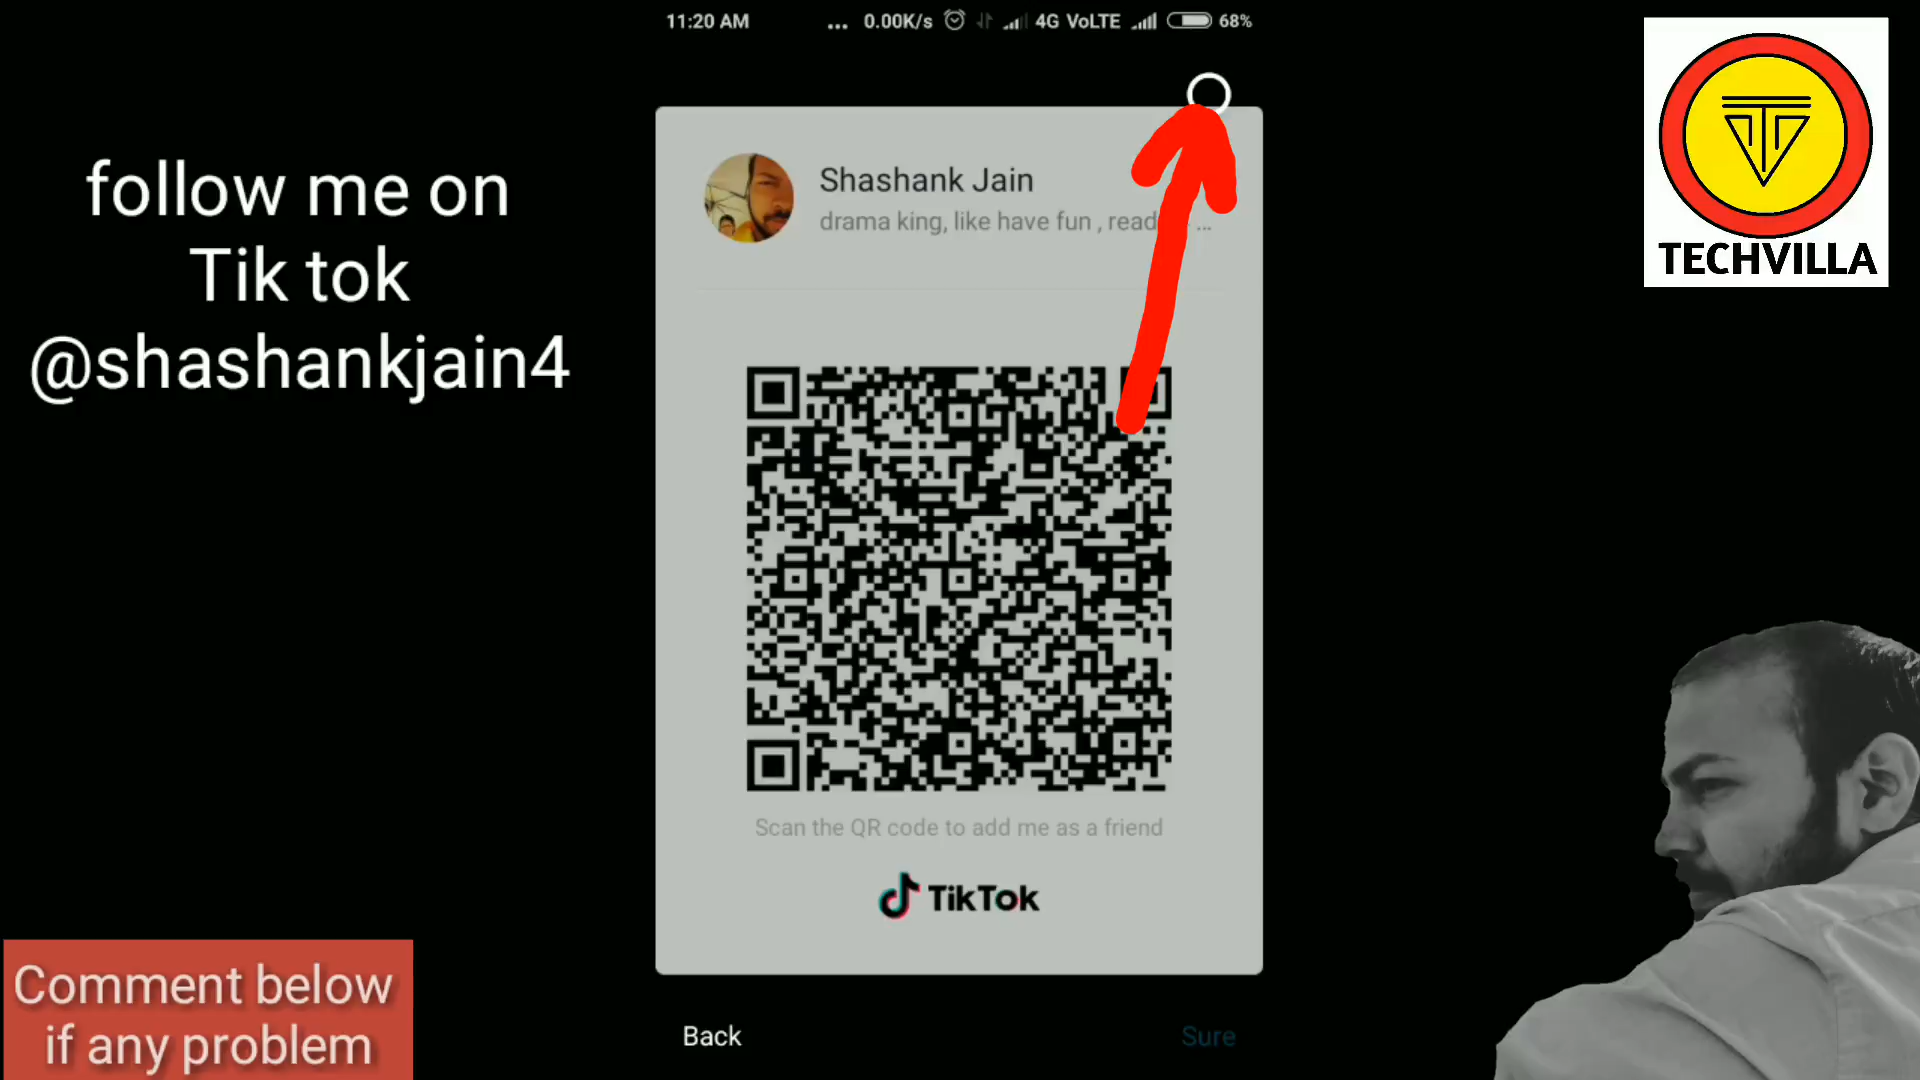 11:20 AM
... 0.00K/s 4G VoLTE 68%
follow me on
Tik tok
@shashankjain4
Shashank Jain
drama king, like have fun , read ...
Scan the QR code to add me as a friend
TikTok
Back
Sure
TECHVILLA
Comment below
if any problem